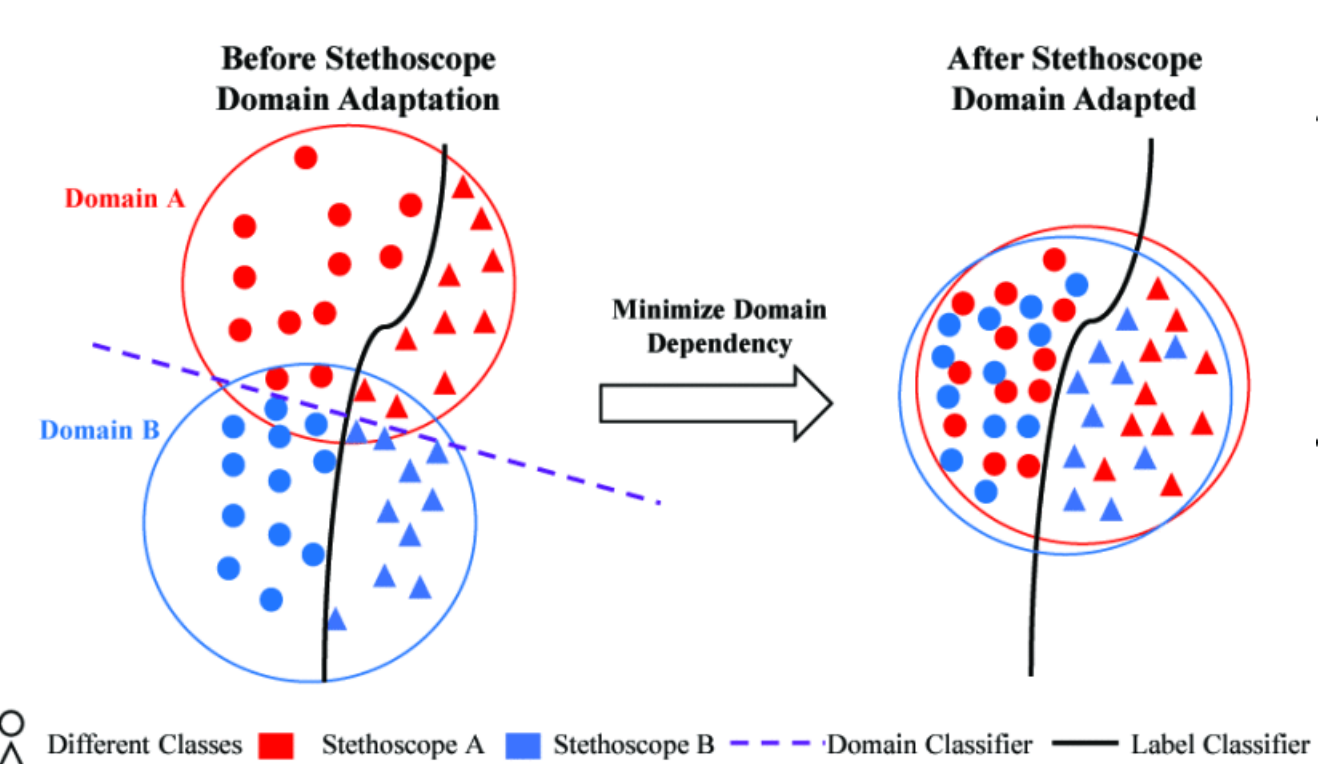 Before Stethoscope
Domain Adaptation
After Stethoscope
Domain Adapted
Domain A
Minimize Domain
Dependency
Domain B
Different Classes
Stethoscope A
Stethoscope B
Domain Classifier
Label Classifier